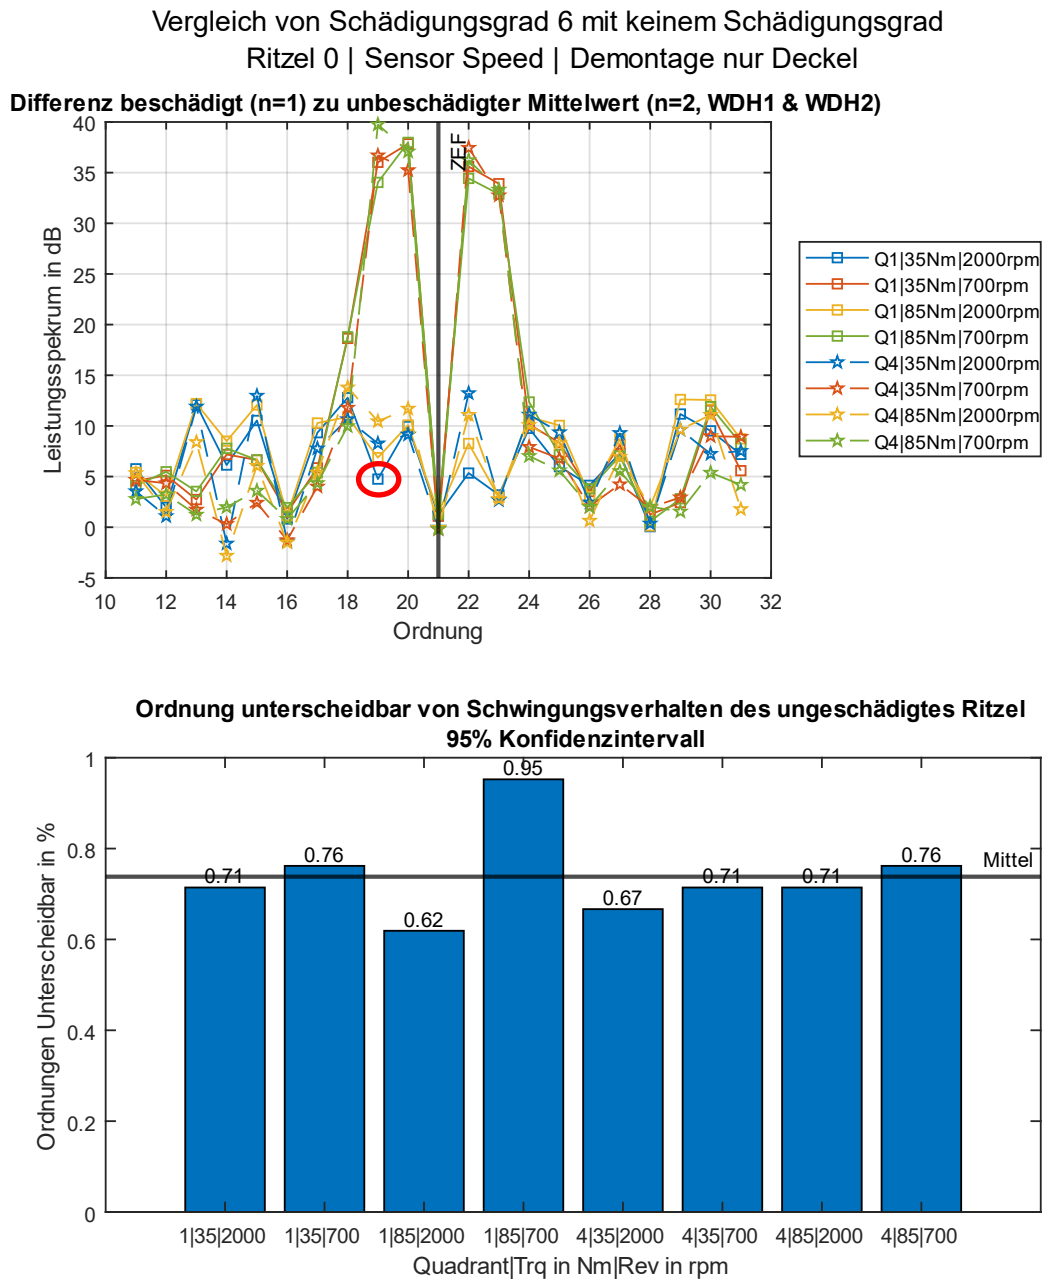 Vergleich von Schädigungsgrad 6 mit keinem Schädigungsgrad
Ritzel 0 | Sensor Speed | Demontage nur Deckel
Differenz beschädigt (n=1) zu unbeschädigter Mittelwert (n=2, WDH1 & WDH2)
Leistungsspekrum in dB
40
35
30
25
20
15
10
5
0
-5
ZEF
10 12 14 16 18 20 22 24 26 28 30 32
Ordnung
Q1|35Nm|2000rpm
Q1|35Nm|700rpm
Q1|85Nm|2000rpm
Q1|85Nm|700rpm
Q4|35Nm|2000rpm
Q4|35Nm|700rpm
Q4|85Nm|2000rpm
Q4|85Nm|700rpm
Ordnung unterscheidbar von Schwingungsverhalten des ungeschädigtes Ritzel
95% Konfidenzintervall
Ordnungen Unterscheidbar in %
1
0.8
0.6
0.4
0.2
0
0.71 0.76 0.62 0.95 0.67 0.71 0.71 0.76
Mittel
1|35|2000 1|35|700 1|85|2000 1|85|700 4|35|2000 4|35|700 4|85|2000 4|85|700
Quadrant|Trq in Nm|Rev in rpm